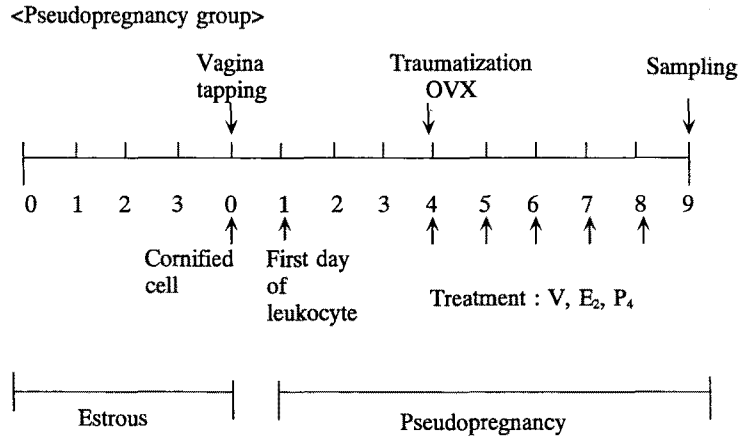 <Pseudopregnancy group>
Vagina
tapping
Traumatization
OVX
Sampling
0 1 2 3 0 1 2 3 4 5 6 7 8 9
Cornified
cell
First day
of
leukocyte
Treatment : V, E₂, P₄
Estrous
Pseudopregnancy